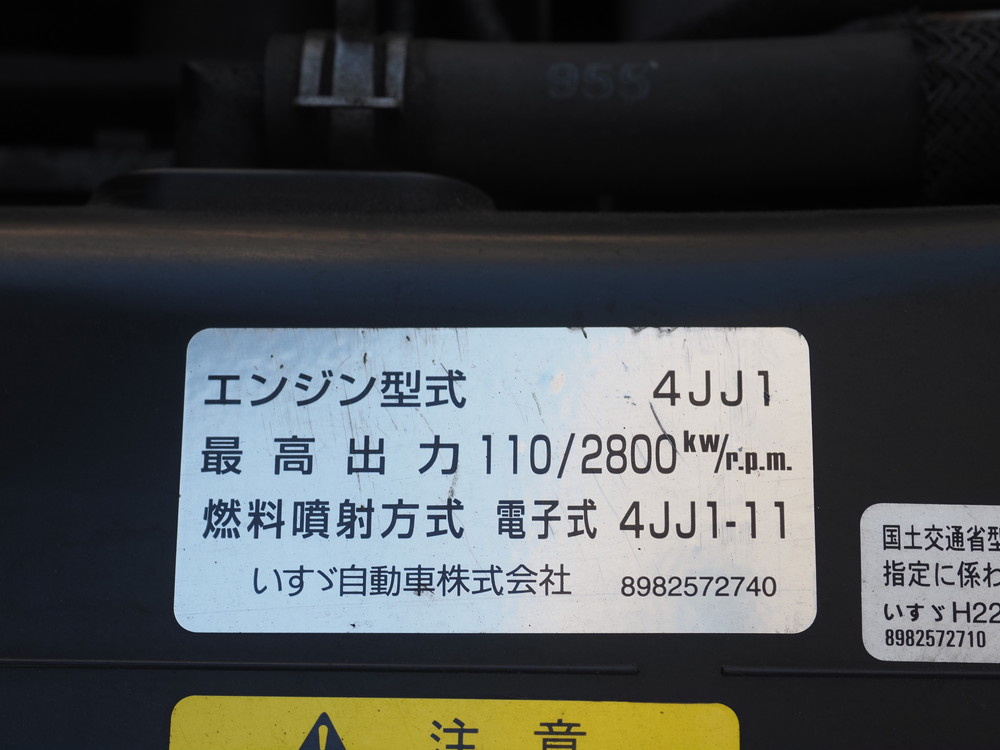 955
エンジン型式 4JJ1
最高出力 110/2800kw/r.p.m.
燃料噴射方式 電子式 4JJ1-11
いすゞ自動車株式会社 8982572740
国土交通省型
指定に係わ
いすゞH22
8982572710
注意